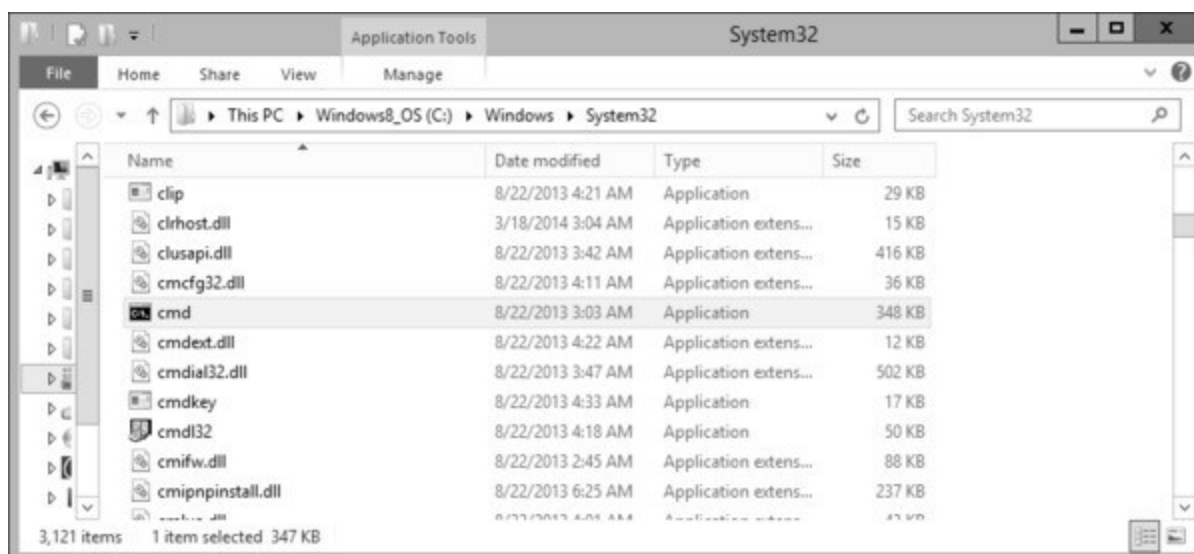 Application Tools System32
File Home Share View Manage
This PC Windows8_OS (C:) Windows System32 Search System32
Name Date modified Type Size
clip 8/22/2013 4:21 AM Application 29 KB
clrhost.dll 3/18/2014 3:04 AM Application extens... 15 KB
clusapi.dll 8/22/2013 3:42 AM Application extens... 416 KB
cmcfg32.dll 8/22/2013 4:11 AM Application extens... 36 KB
cmd 8/22/2013 3:03 AM Application 348 KB
cmdext.dll 8/22/2013 4:22 AM Application extens... 12 KB
cmdial32.dll 8/22/2013 3:47 AM Application extens... 502 KB
cmdkey 8/22/2013 4:33 AM Application 17 KB
cmdl32 8/22/2013 4:18 AM Application 50 KB
cmifw.dll 8/22/2013 2:45 AM Application extens... 88 KB
cmipnpinstall.dll 8/22/2013 6:25 AM Application extens... 237 KB
3,121 items 1 item selected 347 KB